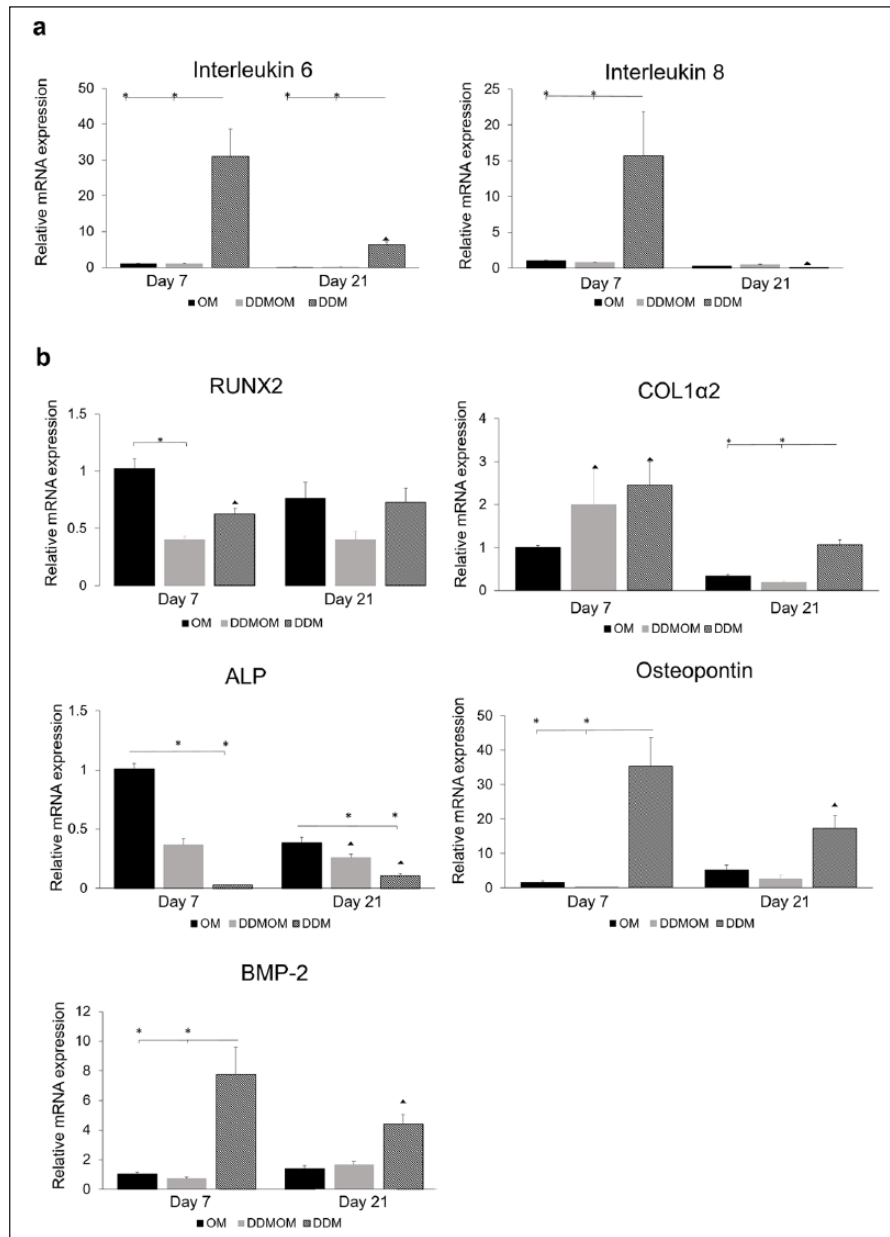 a
Interleukin 6
Relative mRNA expression
50
40
30
20
10
0
* * * *
Day 7 Day 21
OM DDMOM DDM
Interleukin 8
Relative mRNA expression
25
20
15
10
5
0
* *
Day 7 Day 21
OM DDMOM DDM
b
RUNX2
Relative mRNA expression
1.5
1
0.5
0
*
Day 7 Day 21
OM DDMOM DDM
COL1α2
Relative mRNA expression
4
3
2
1
0
* *
Day 7 Day 21
OM DDMOM DDM
ALP
Relative mRNA expression
1.5
1
0.5
0
* * * *
Day 7 Day 21
OM DDMOM DDM
Osteopontin
Relative mRNA expression
50
40
30
20
10
0
* *
Day 7 Day 21
OM DDMOM DDM
BMP-2
Relative mRNA expression
12
10
8
6
4
2
0
* *
Day 7 Day 21
OM DDMOM DDM